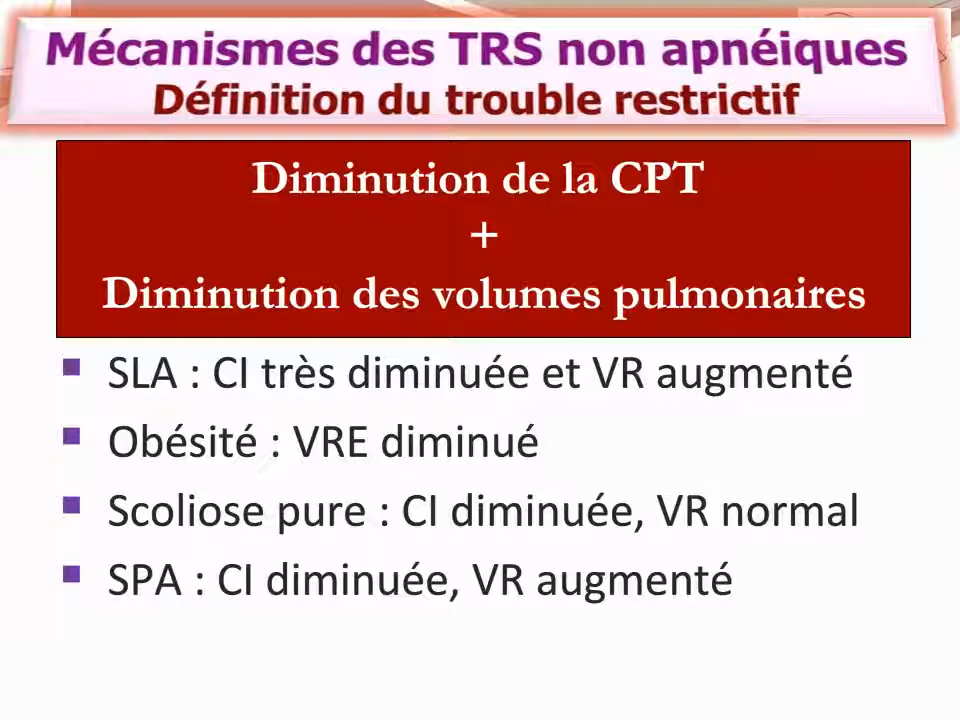 Mécanismes des TRS non apnéiques
Définition du trouble restrictif
Diminution de la CPT
+
Diminution des volumes pulmonaires
SLA : CI très diminuée et VR augmenté
Obésité : VRE diminué
Scoliose pure : CI diminuée, VR normal
SPA : CI diminuée, VR augmenté